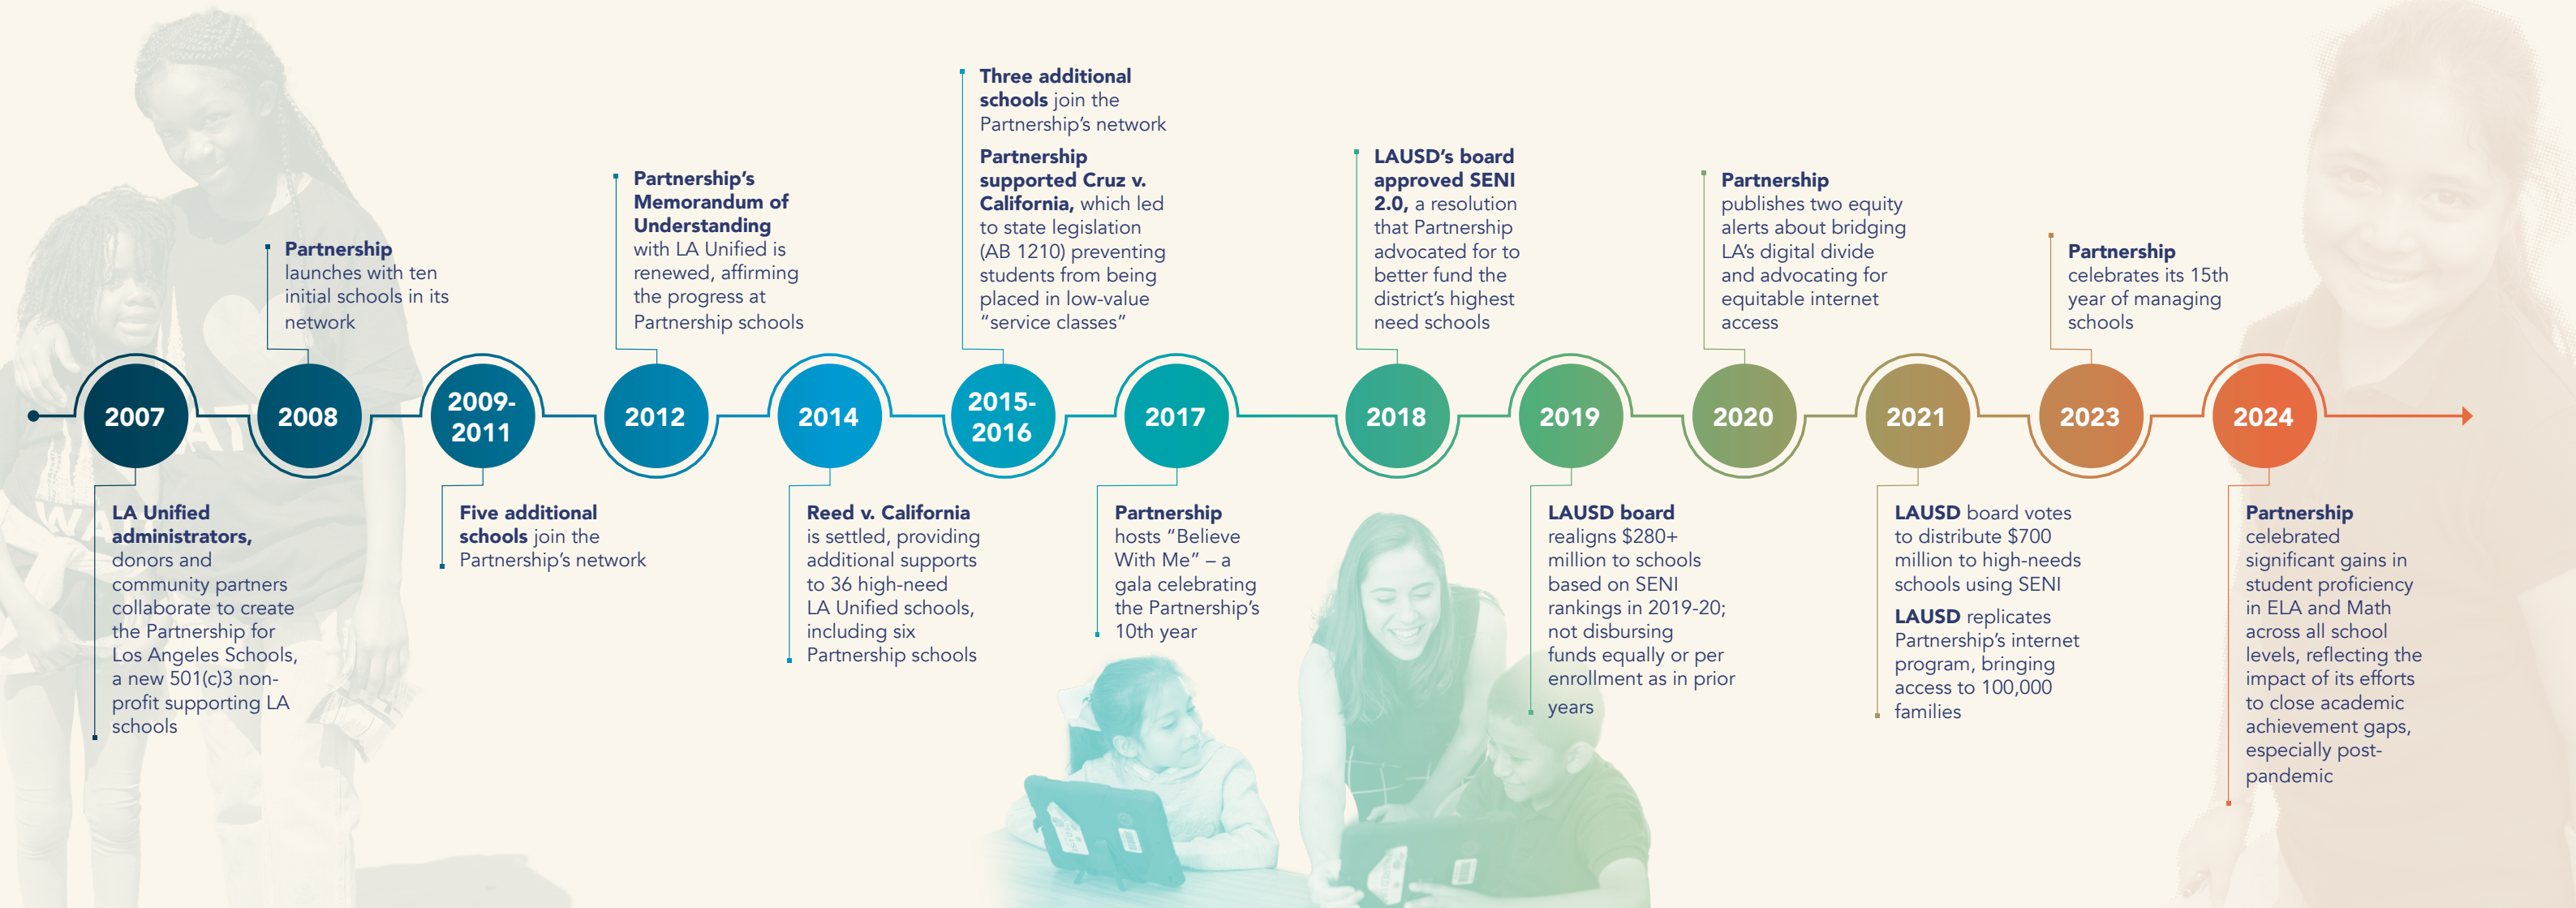 2007
LA Unified
administrators,
donors and
community partners
collaborate to create
the Partnership for
Los Angeles Schools,
a new 501(c)3 non-
profit supporting LA
schools
2008
Partnership
launches with ten
initial schools in its
network
2009-
2011
Five additional
schools join the
Partnership’s network
2012
Partnership’s
Memorandum of
Understanding
with LA Unified is
renewed, affirming
the progress at
Partnership schools
2014
Reed v. California
is settled, providing
additional supports
to 36 high-need
LA Unified schools,
including six
Partnership schools
2015-
2016
Three additional
schools join the
Partnership’s network
Partnership
supported Cruz v.
California, which led
to state legislation
(AB 1210) preventing
students from being
placed in low-value
“service classes”
2017
Partnership
hosts “Believe
With Me” – a
gala celebrating
the Partnership’s
10th year
2018
LAUSD’s board
approved SENI
2.0, a resolution
that Partnership
advocated for to
better fund the
district’s highest
need schools
2019
LAUSD board
realigns $280+
million to schools
based on SENI
rankings in 2019-20;
not disbursing
funds equally or per
enrollment as in prior
years
2020
Partnership
publishes two equity
alerts about bridging
LA’s digital divide
and advocating for
equitable internet
access
2021
LAUSD board votes
to distribute $700
million to high-needs
schools using SENI
LAUSD replicates
Partnership’s internet
program, bringing
access to 100,000
families
2023
Partnership
celebrates its 15th
year of managing
schools
2024
Partnership
celebrated
significant gains in
student proficiency
in ELA and Math
across all school
levels, reflecting the
impact of its efforts
to close academic
achievement gaps,
especially post-
pandemic